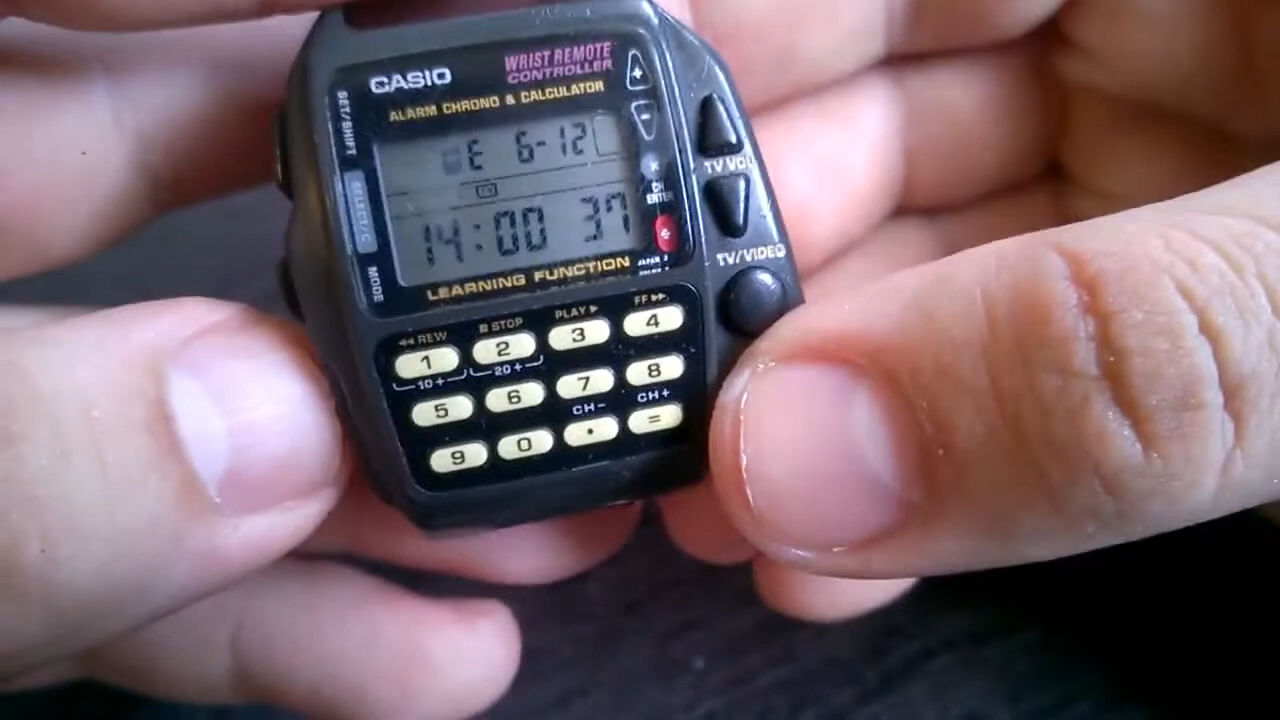 CASIO
WRIST REMOTE
CONTROLLER
ALARM CHRONO & CALCULATOR
SET/SHIFT
SELECT/C
MODE
E 6-12
14:00 37
+
-
×
CH
ENTER
÷
LEARNING FUNCTION
JAPAN
TV VOL
TV/VIDEO
◀◀ REW
■ STOP
PLAY ▶
FF ▶▶
1 2 3 4
10+ 20+
5 6 7 8
CH- CH+
9 0 · =